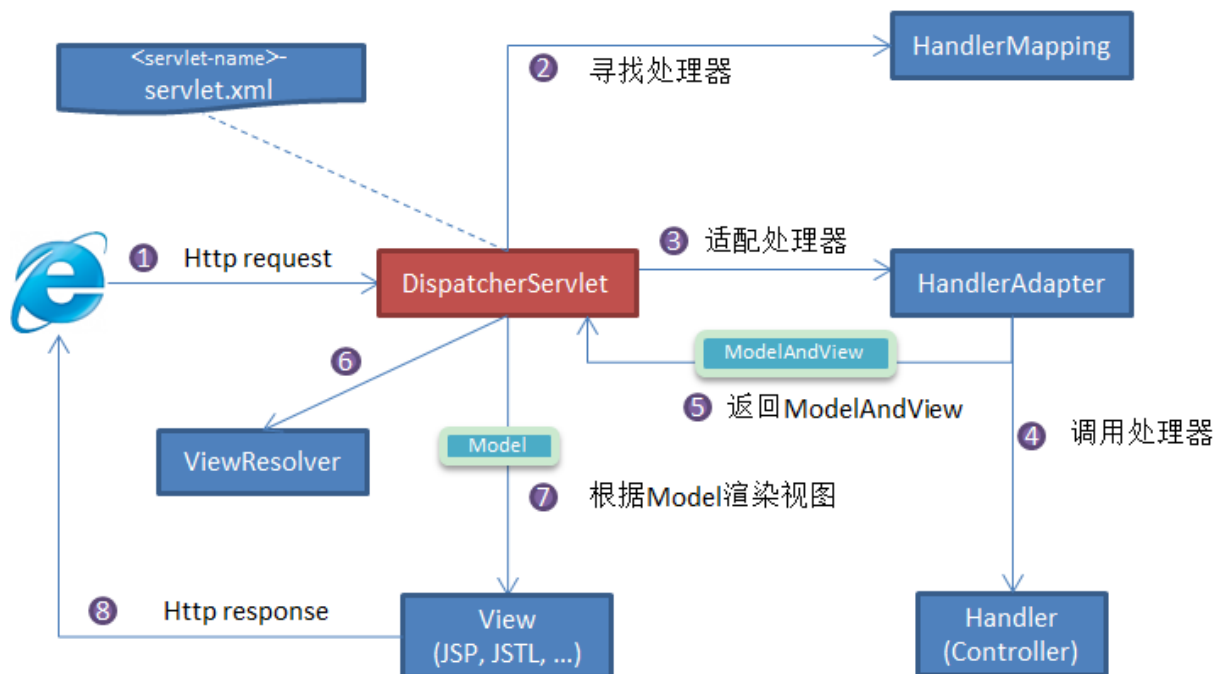 <servlet-name>-
servlet.xml
2 寻找处理器
HandlerMapping
1 Http request
DispatcherServlet
3 适配处理器
HandlerAdapter
ModelAndView
5 返回ModelAndView
4 调用处理器
6
ViewResolver
Model
7 根据Model渲染视图
8 Http response
View
(JSP, JSTL, ...)
Handler
(Controller)